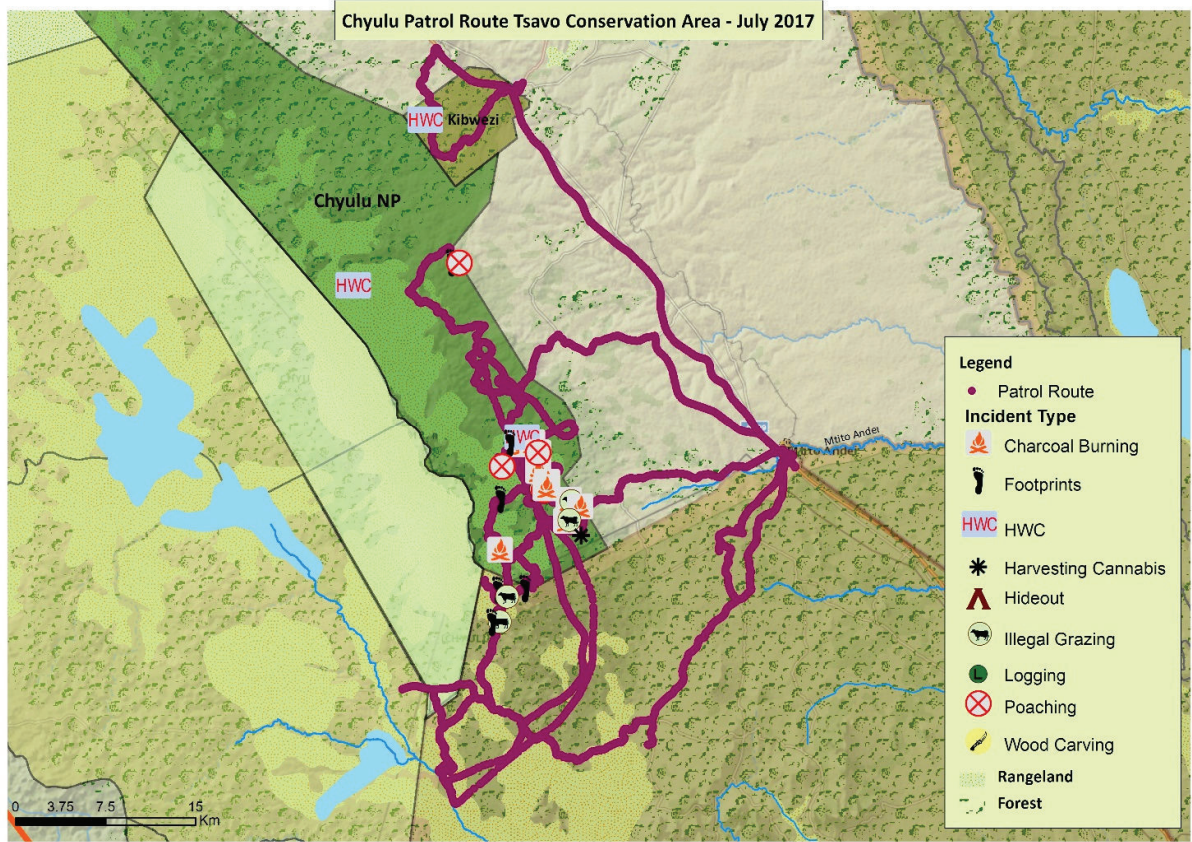 Chyulu Patrol Route Tsavo Conservation Area - July 2017
HWC
Kibwezi
Chyulu NP
HWC
HWC
Mtito Andei
Mtito Andei
Legend
Patrol Route
Incident Type
Charcoal Burning
Footprints
HWC
HWC
Harvesting Cannabis
Hideout
Illegal Grazing
L
Logging
Poaching
Wood Carving
Rangeland
Forest
0 3.75 7.5 15
Km